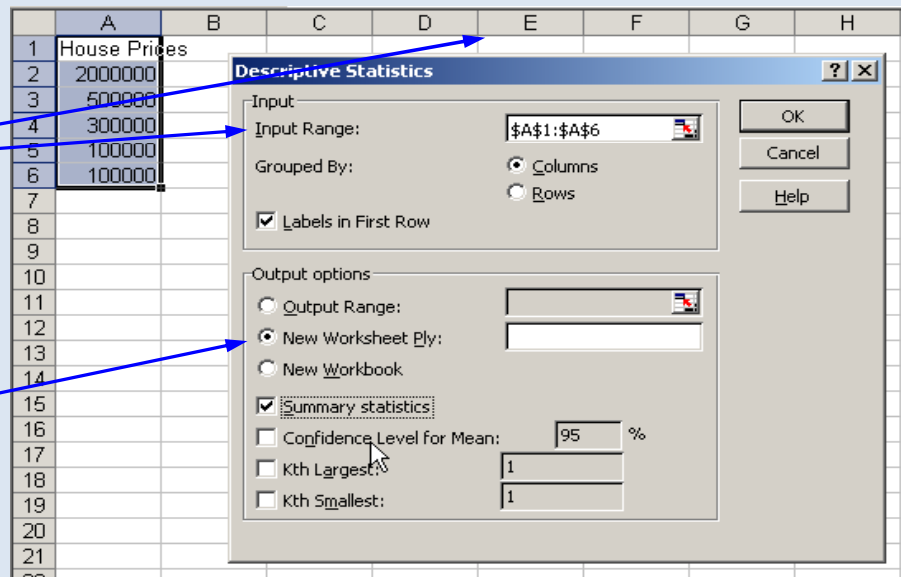 A B C D E F G H
1 House Prices
2 2000000
3 500000
4 300000
5 100000
6 100000
7
8
9
10
11
12
13
14
15
16
17
18
19
20
21
Descriptive Statistics ? X
Input
Input Range: $A$1:$A$6
Grouped By: Columns
Rows
Labels in First Row
OK
Cancel
Help
Output options
Output Range:
New Worksheet Ply:
New Workbook
Summary statistics
Confidence Level for Mean: 95 %
Kth Largest: 1
Kth Smallest: 1